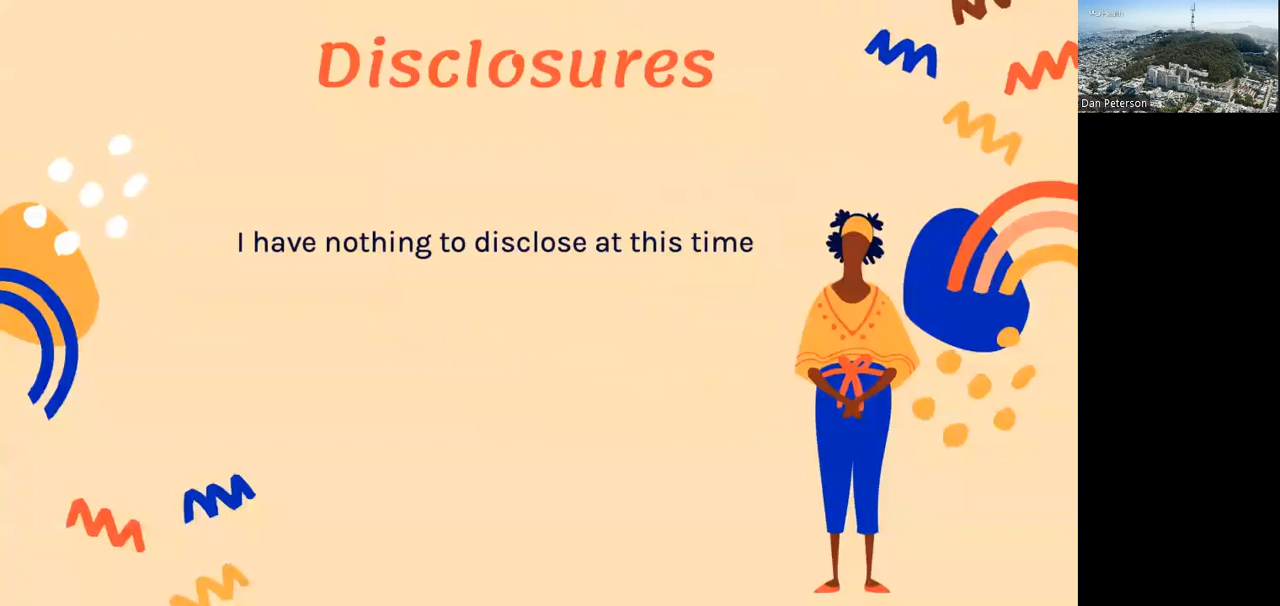 Disclosures
I have nothing to disclose at this time
Dan Peterson